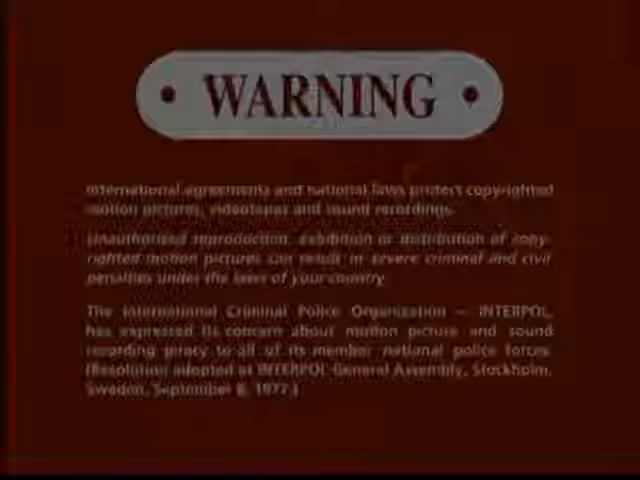 WARNING
International agreements and national laws protect copyrighted
motion pictures, videotapes and sound recordings.
Unauthorized reproduction, exhibition or distribution of copy-
righted motion pictures can result in severe criminal and civil
penalties under the laws of your country.
The International Criminal Police Organization — INTERPOL,
has expressed its concern about motion picture and sound
recording piracy to all of its member national police forces.
(Resolution adopted at INTERPOL General Assembly, Stockholm,
Sweden, September 8, 1977.)